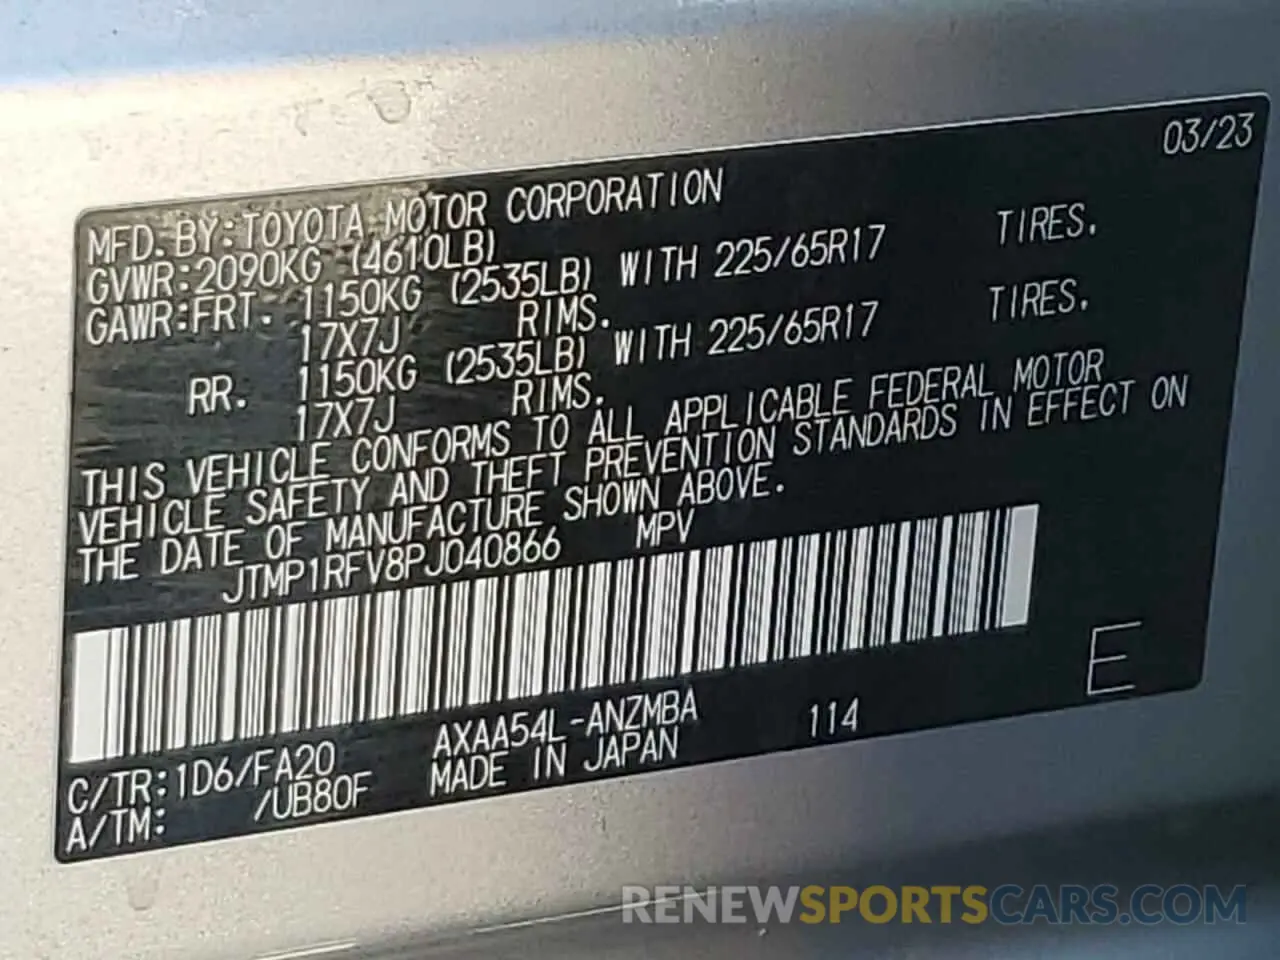 03/23
MFD. BY: TOYOTA MOTOR CORPORATION
GVWR: 2090KG (4610LB)
GAWR: FRT. 1150KG (2535LB) WITH 225/65R17 TIRES.
17X7J RIMS.
RR. 1150KG (2535LB) WITH 225/65R17 TIRES.
17X7J RIMS.
THIS VEHICLE CONFORMS TO ALL APPLICABLE FEDERAL MOTOR
VEHICLE SAFETY AND THEFT PREVENTION STANDARDS IN EFFECT ON
THE DATE OF MANUFACTURE SHOWN ABOVE.
JTMP1RFV8PJ040866 MPV
E
C/TR: 1D6/FA20 AXAA54L-ANZMBA 114
A/TM: /UB80F MADE IN JAPAN
RENEWSPORTSCARS.COM